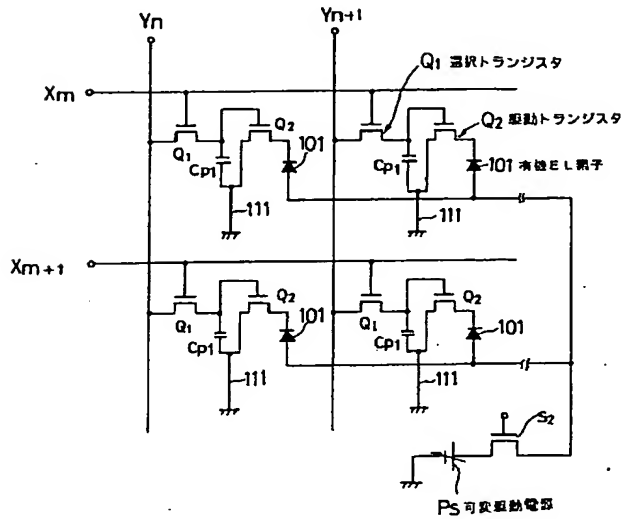 Yn
Yn+1
Q1 選択トランジスタ
Xm
Q2
Q2 駆動トランジスタ
Q1
101
101 有機EL素子
Cp1
Cp1
111
111
Xm+1
Q2
Q2
Q1
101
Q1
101
Cp1
Cp1
111
111
S2
Ps 可変駆動電源